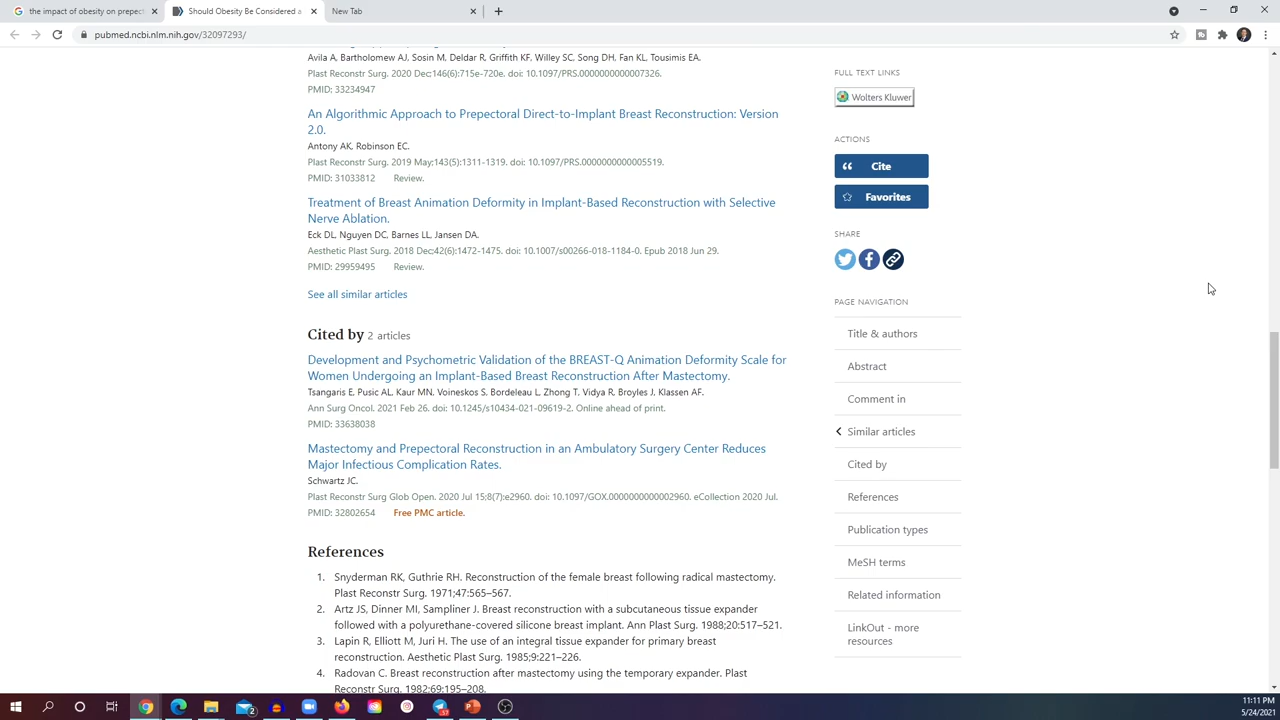 the impact of obesity on prepect
Should Obesity Be Considered a
New Tab
pubmed.ncbi.nlm.nih.gov/32097293/
Avila A, Bartholomew AJ, Sosin M, Deldar R, Griffith KF, Willey SC, Song DH, Fan KL, Tousimis EA.
Plast Reconstr Surg. 2020 Dec;146(6):715e-720e. doi: 10.1097/PRS.0000000000007326.
PMID: 33234947
An Algorithmic Approach to Prepectoral Direct-to-Implant Breast Reconstruction: Version
2.0.
Antony AK, Robinson EC.
Plast Reconstr Surg. 2019 May;143(5):1311-1319. doi: 10.1097/PRS.0000000000005519.
PMID: 31033812 Review.
Treatment of Breast Animation Deformity in Implant-Based Reconstruction with Selective
Nerve Ablation.
Eck DL, Nguyen DC, Barnes LL, Jansen DA.
Aesthetic Plast Surg. 2018 Dec;42(6):1472-1475. doi: 10.1007/s00266-018-1184-0. Epub 2018 Jun 29.
PMID: 29959495 Review.
See all similar articles
Cited by 2 articles
Development and Psychometric Validation of the BREAST-Q Animation Deformity Scale for
Women Undergoing an Implant-Based Breast Reconstruction After Mastectomy.
Tsangaris E, Pusic AL, Kaur MN, Voineskos S, Bordeleau L, Zhong T, Vidya R, Broyles J, Klassen AF.
Ann Surg Oncol. 2021 Feb 26. doi: 10.1245/s10434-021-09619-2. Online ahead of print.
PMID: 33638038
Mastectomy and Prepectoral Reconstruction in an Ambulatory Surgery Center Reduces
Major Infectious Complication Rates.
Schwartz JC.
Plast Reconstr Surg Glob Open. 2020 Jul 15;8(7):e2960. doi: 10.1097/GOX.0000000000002960. eCollection 2020 Jul.
PMID: 32802654 Free PMC article.
References
1. Snyderman RK, Guthrie RH. Reconstruction of the female breast following radical mastectomy.
Plast Reconstr Surg. 1971;47:565–567.
2. Artz JS, Dinner MI, Sampliner J. Breast reconstruction with a subcutaneous tissue expander
followed with a polyurethane-covered silicone breast implant. Ann Plast Surg. 1988;20:517–521.
3. Lapin R, Elliott M, Juri H. The use of an integral tissue expander for primary breast
reconstruction. Aesthetic Plast Surg. 1985;9:221–226.
4. Radovan C. Breast reconstruction after mastectomy using the temporary expander. Plast
Reconstr Surg. 1982;69:195–208.
FULL TEXT LINKS
Wolters Kluwer
ACTIONS
Cite
Favorites
SHARE
PAGE NAVIGATION
Title & authors
Abstract
Comment in
Similar articles
Cited by
References
Publication types
MeSH terms
Related information
LinkOut - more
resources
11:11 PM
5/24/2021